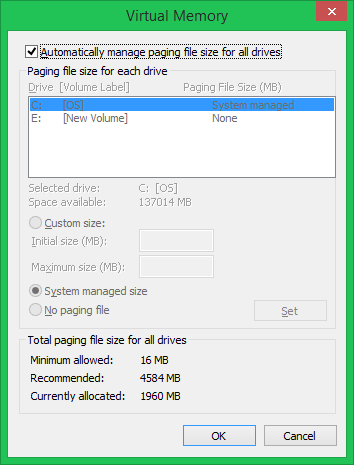 Virtual Memory
Automatically manage paging file size for all drives
Paging file size for each drive
Drive [Volume Label] Paging File Size (MB)
C: [OS] System managed
E: [New Volume] None
Selected drive: C: [OS]
Space available: 137014 MB
Custom size:
Initial size (MB):
Maximum size (MB):
System managed size
No paging file Set
Total paging file size for all drives
Minimum allowed: 16 MB
Recommended: 4584 MB
Currently allocated: 1960 MB
OK Cancel